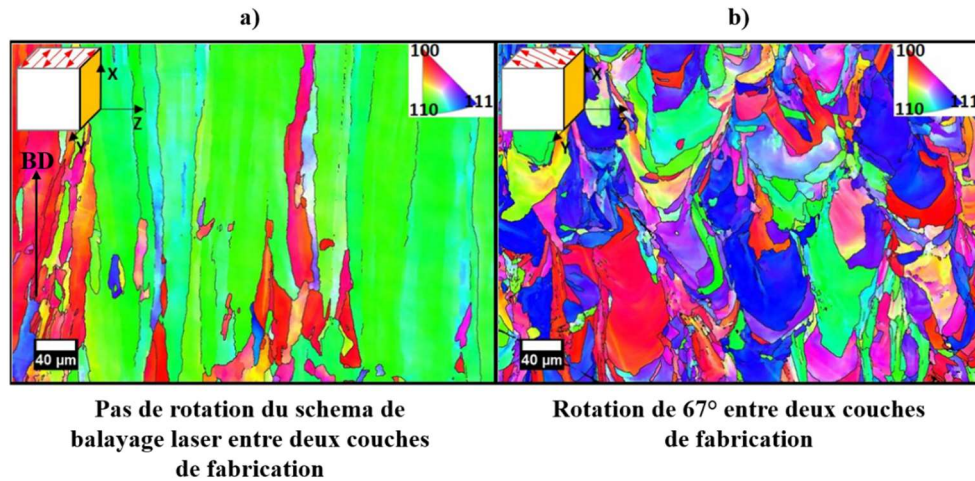 a)
b)
X
Z
Y
BD
100
110
111
40 µm
X
Z
Y
100
110
111
40 µm
Pas de rotation du schema de
balayage laser entre deux couches
de fabrication
Rotation de 67° entre deux couches
de fabrication